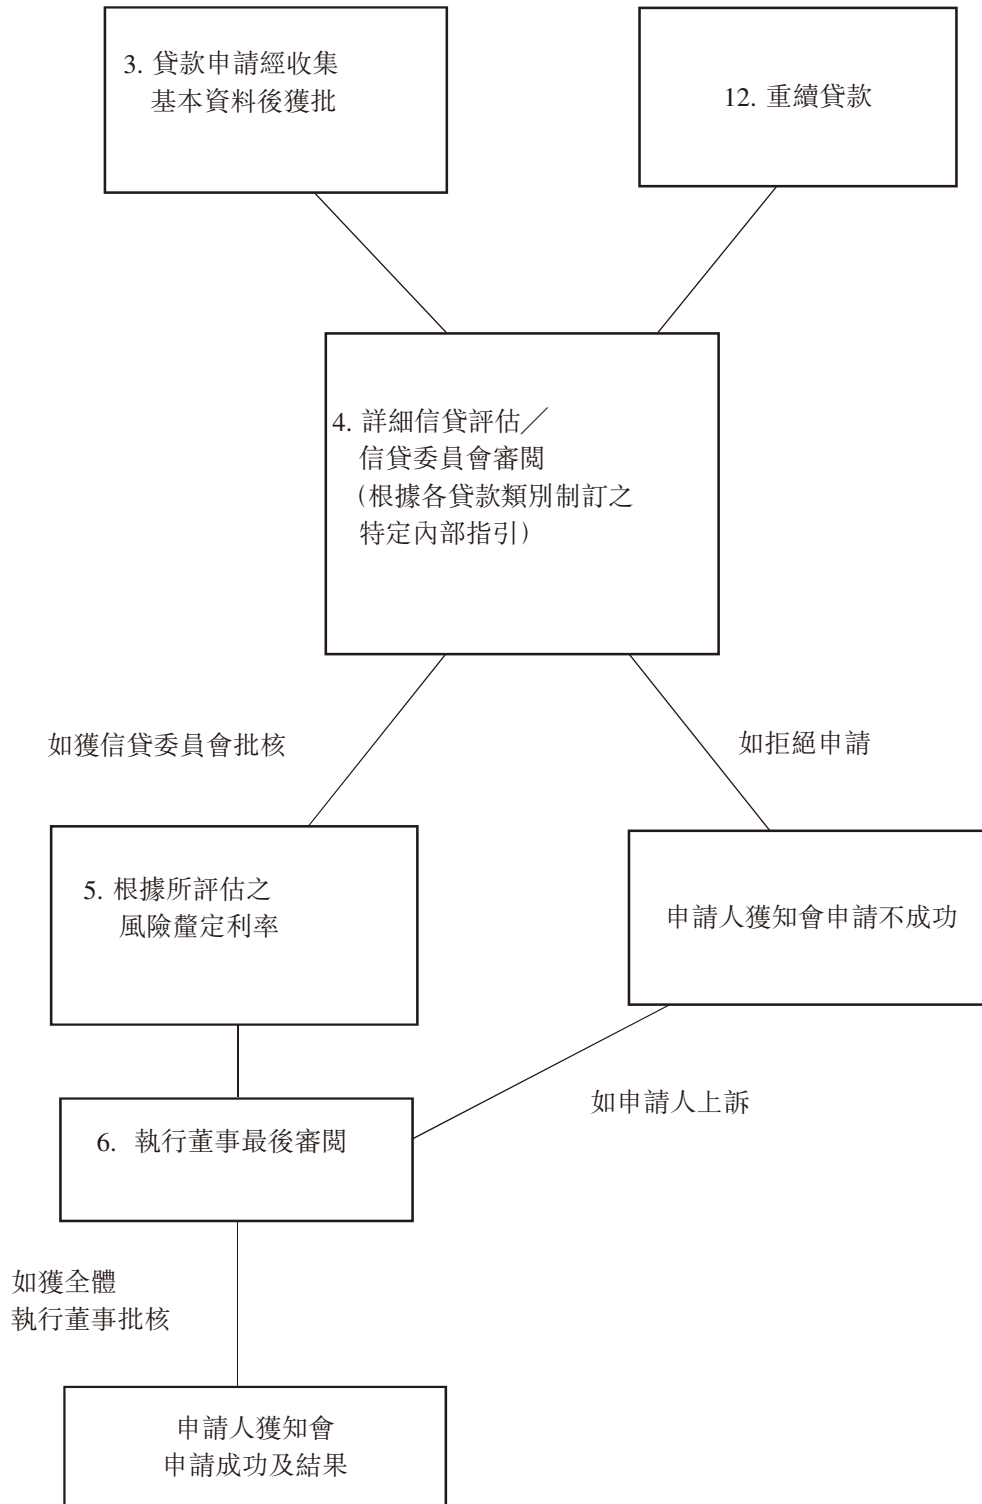 3. 貸款申請經收集
基本資料後獲批
12. 重續貸款
4. 詳細信貸評估／
信貸委員會審閱
(根據各貸款類別制訂之
特定內部指引)
如獲信貸委員會批核
如拒絕申請
5. 根據所評估之
風險釐定利率
申請人獲知會申請不成功
如申請人上訴
6. 執行董事最後審閱
如獲全體
執行董事批核
申請人獲知會
申請成功及結果